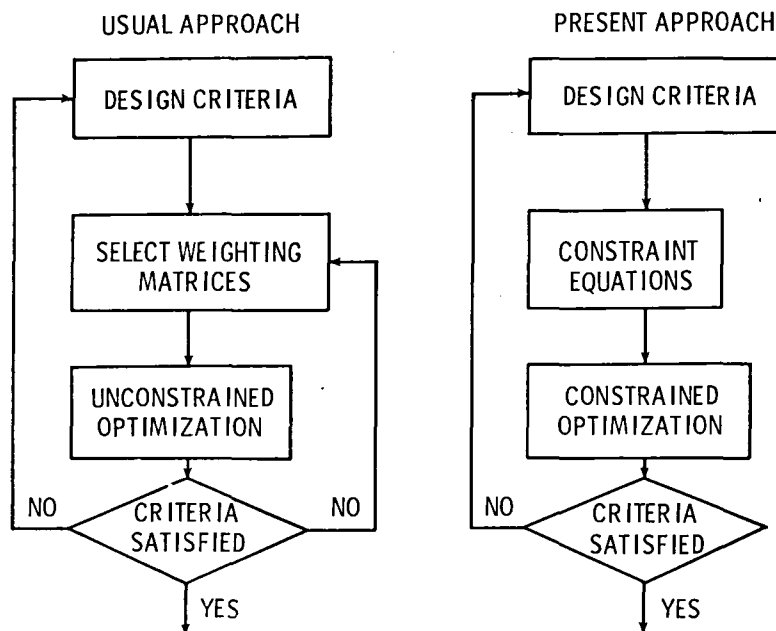 USUAL APPROACH
DESIGN CRITERIA
SELECT WEIGHTING
MATRICES
UNCONSTRAINED
OPTIMIZATION
NO
CRITERIA
SATISFIED
NO
YES
PRESENT APPROACH
DESIGN CRITERIA
CONSTRAINT
EQUATIONS
CONSTRAINED
OPTIMIZATION
NO
CRITERIA
SATISFIED
YES